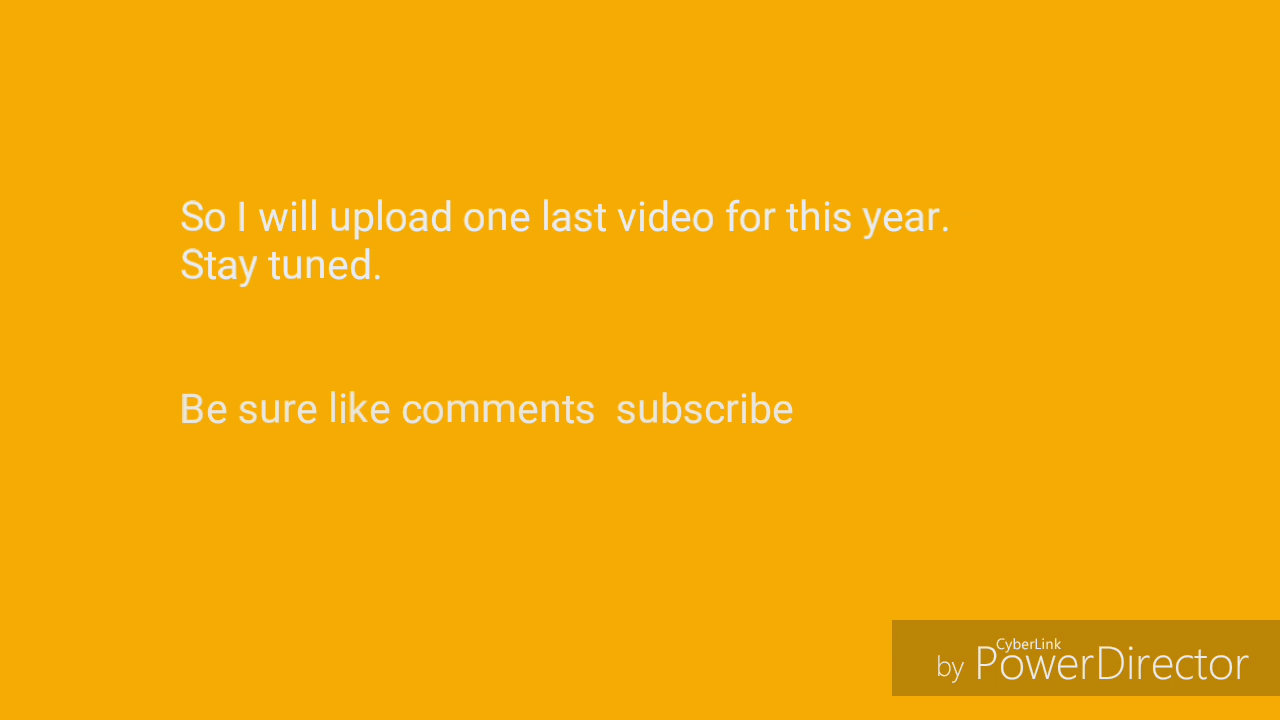 So I will upload one last video for this year.
Stay tuned.
Be sure like comments  subscribe
CyberLink
by PowerDirector